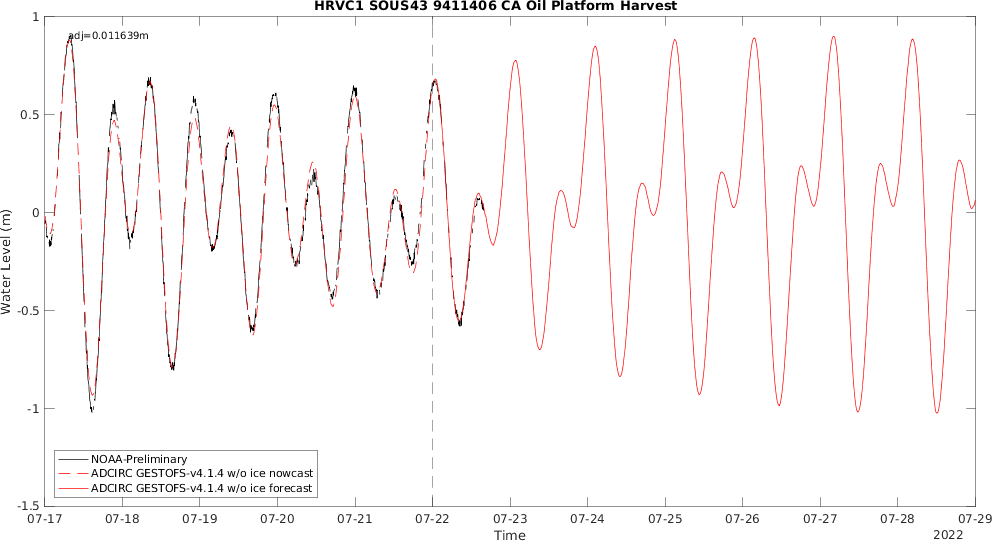 HRVC1 SOUS43 9411406 CA Oil Platform Harvest
adj=0.011639m
1
0.5
0
-0.5
-1
-1.5
Water Level (m)
NOAA-Preliminary
ADCIRC GESTOFS-v4.1.4 w/o ice nowcast
ADCIRC GESTOFS-v4.1.4 w/o ice forecast
07-17 07-18 07-19 07-20 07-21 07-22 07-23 07-24 07-25 07-26 07-27 07-28 07-29
Time
2022